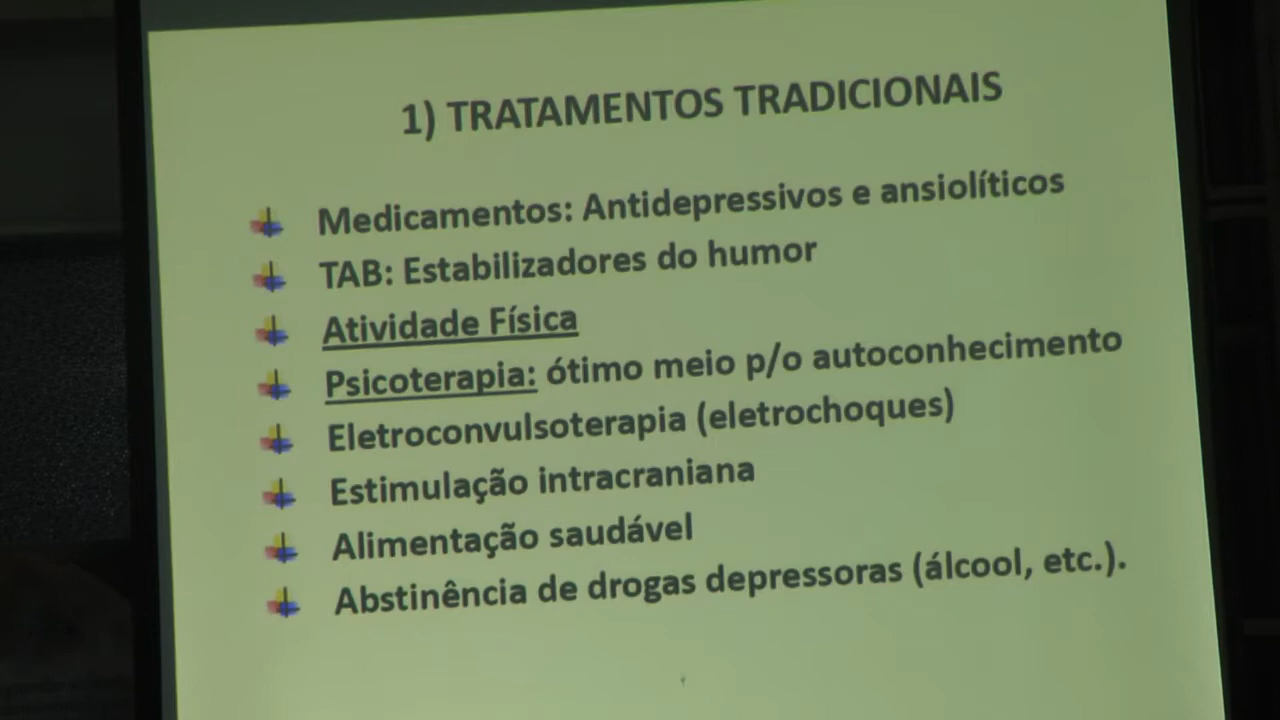 1) TRATAMENTOS TRADICIONAIS
Medicamentos: Antidepressivos e ansiolíticos
TAB: Estabilizadores do humor
Atividade Física
Psicoterapia: ótimo meio p/o autoconhecimento
Eletroconvulsoterapia (eletrochoques)
Estimulação intracraniana
Alimentação saudável
Abstinência de drogas depressoras (álcool, etc.).